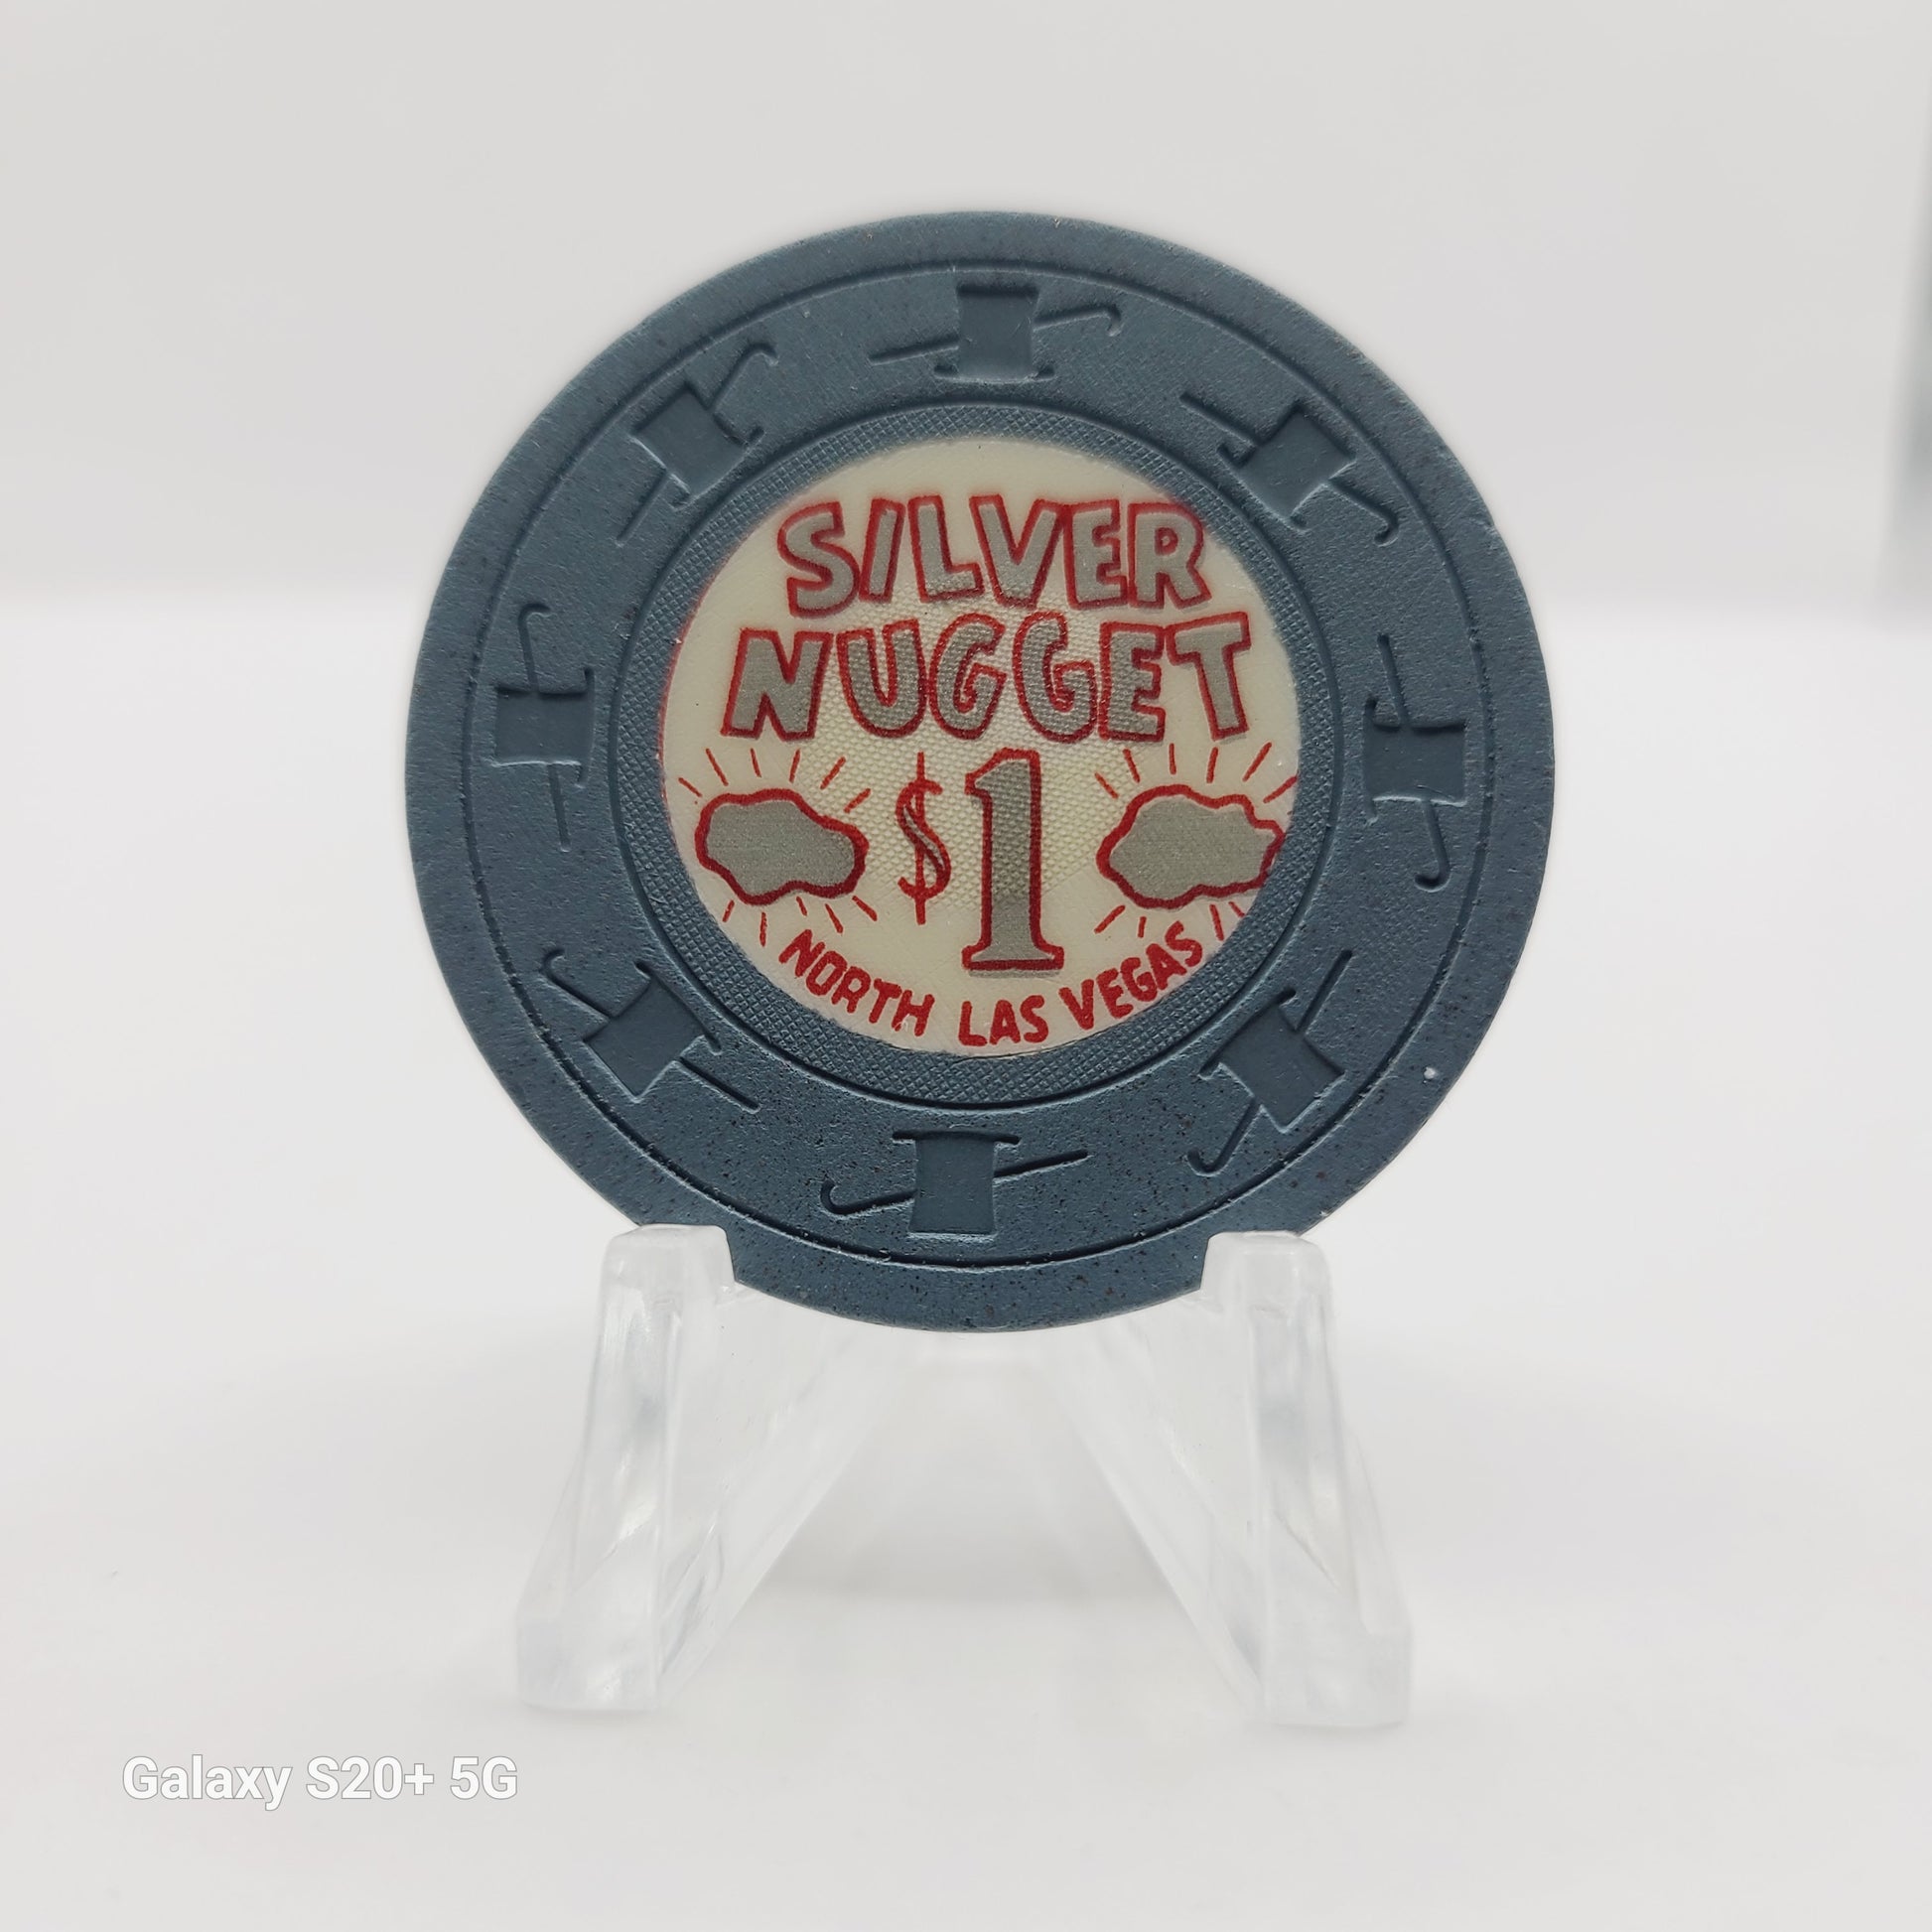 SILVER
NUGGET
$1
NORTH LAS VEGAS
Galaxy S20+ 5G